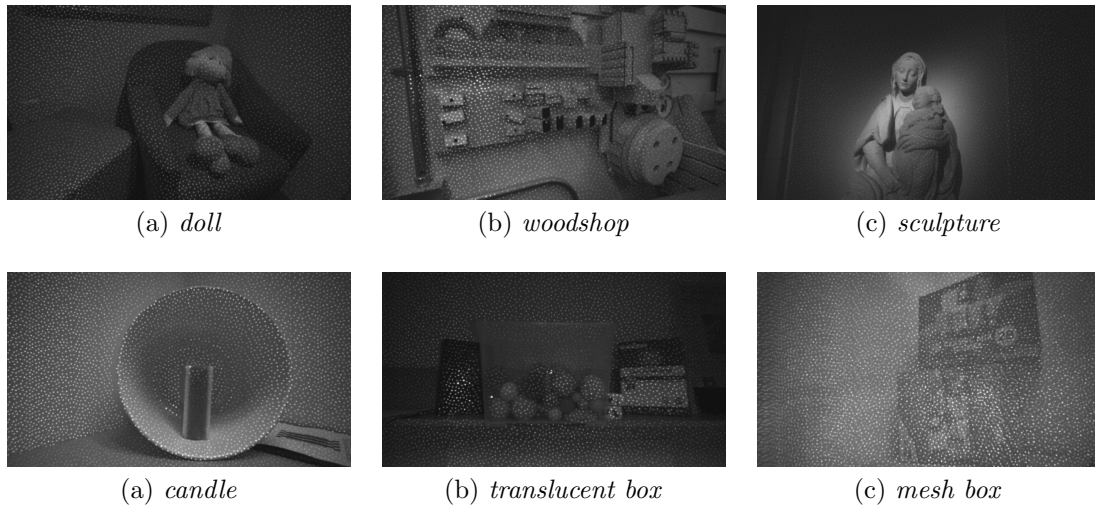 (a) doll
(b) woodshop
(c) sculpture
(a) candle
(b) translucent box
(c) mesh box